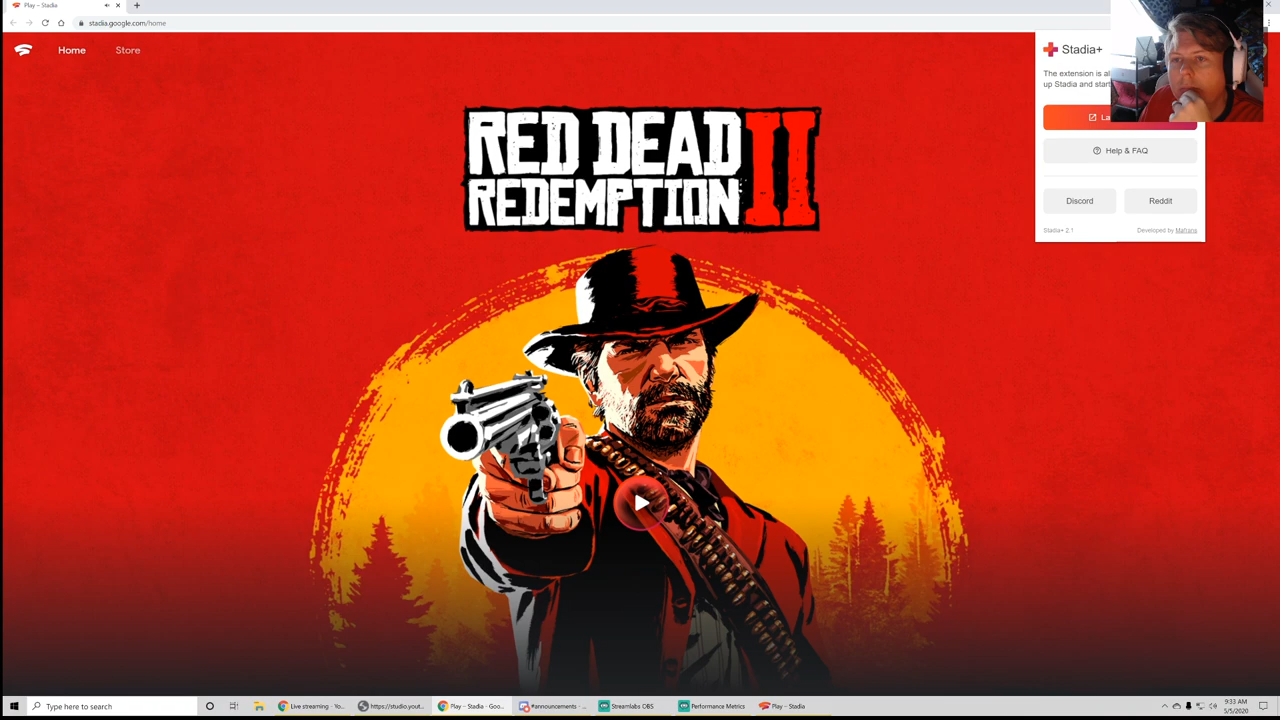 Play – Stadia
stadia.google.com/home
Home
Store
RED DEAD
REDEMPTION
II
Stadia+
The extension is al
up Stadia and start
La
Help & FAQ
Discord
Reddit
Stadia+ 2.1
Developed by Mafrans
Type here to search
Live streaming - Yo...
https://studio.yout...
Play – Stadia - Goo...
#announcements - ...
Streamlabs OBS
Performance Metrics
Play – Stadia
9:33 AM
5/5/2020